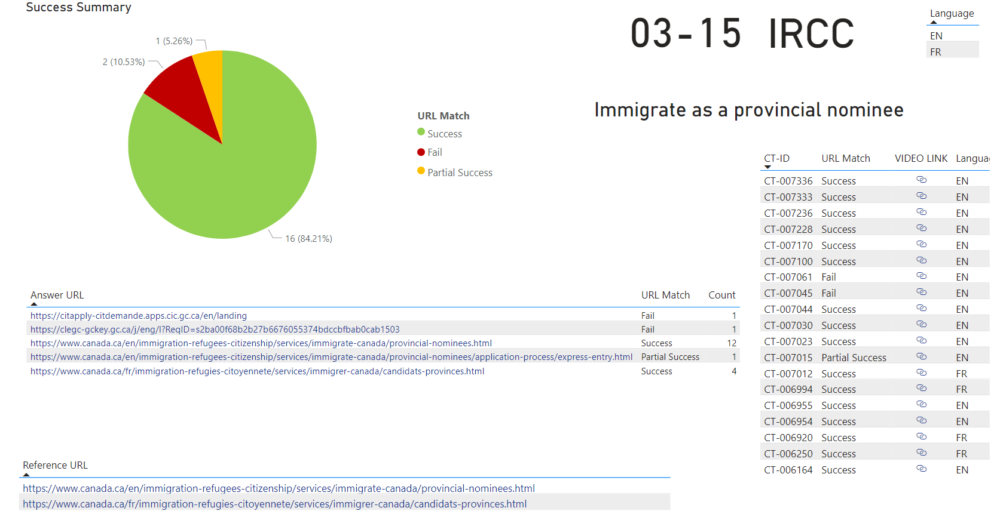 Success Summary
1 (5.26%)
2 (10.53%)
16 (84.21%)
URL Match
Success
Fail
Partial Success
03-15 IRCC
Immigrate as a provincial nominee
Language
EN
FR
Answer URL URL Match Count
https://citapply-citdemande.apps.cic.gc.ca/en/landing Fail 1
https://clegc-gckey.gc.ca/j/eng/l?ReqID=s2ba00f68b2b27b6676055374bdccbfbab0cab1503 Fail 1
https://www.canada.ca/en/immigration-refugees-citizenship/services/immigrate-canada/provincial-nominees.html Success 12
https://www.canada.ca/en/immigration-refugees-citizenship/services/immigrate-canada/provincial-nominees/application-process/express-entry.html Partial Success 1
https://www.canada.ca/fr/immigration-refugies-citoyennete/services/immigrer-canada/candidats-provinces.html Success 4
Reference URL
https://www.canada.ca/en/immigration-refugees-citizenship/services/immigrate-canada/provincial-nominees.html
https://www.canada.ca/fr/immigration-refugies-citoyennete/services/immigrer-canada/candidats-provinces.html
CT-ID URL Match VIDEO LINK Langua
CT-007336 Success EN
CT-007333 Success EN
CT-007236 Success EN
CT-007228 Success EN
CT-007170 Success EN
CT-007100 Success EN
CT-007061 Fail EN
CT-007045 Fail EN
CT-007044 Success EN
CT-007030 Success EN
CT-007023 Success EN
CT-007015 Partial Success EN
CT-007012 Success FR
CT-006994 Success FR
CT-006955 Success EN
CT-006954 Success EN
CT-006920 Success FR
CT-006250 Success FR
CT-006164 Success EN